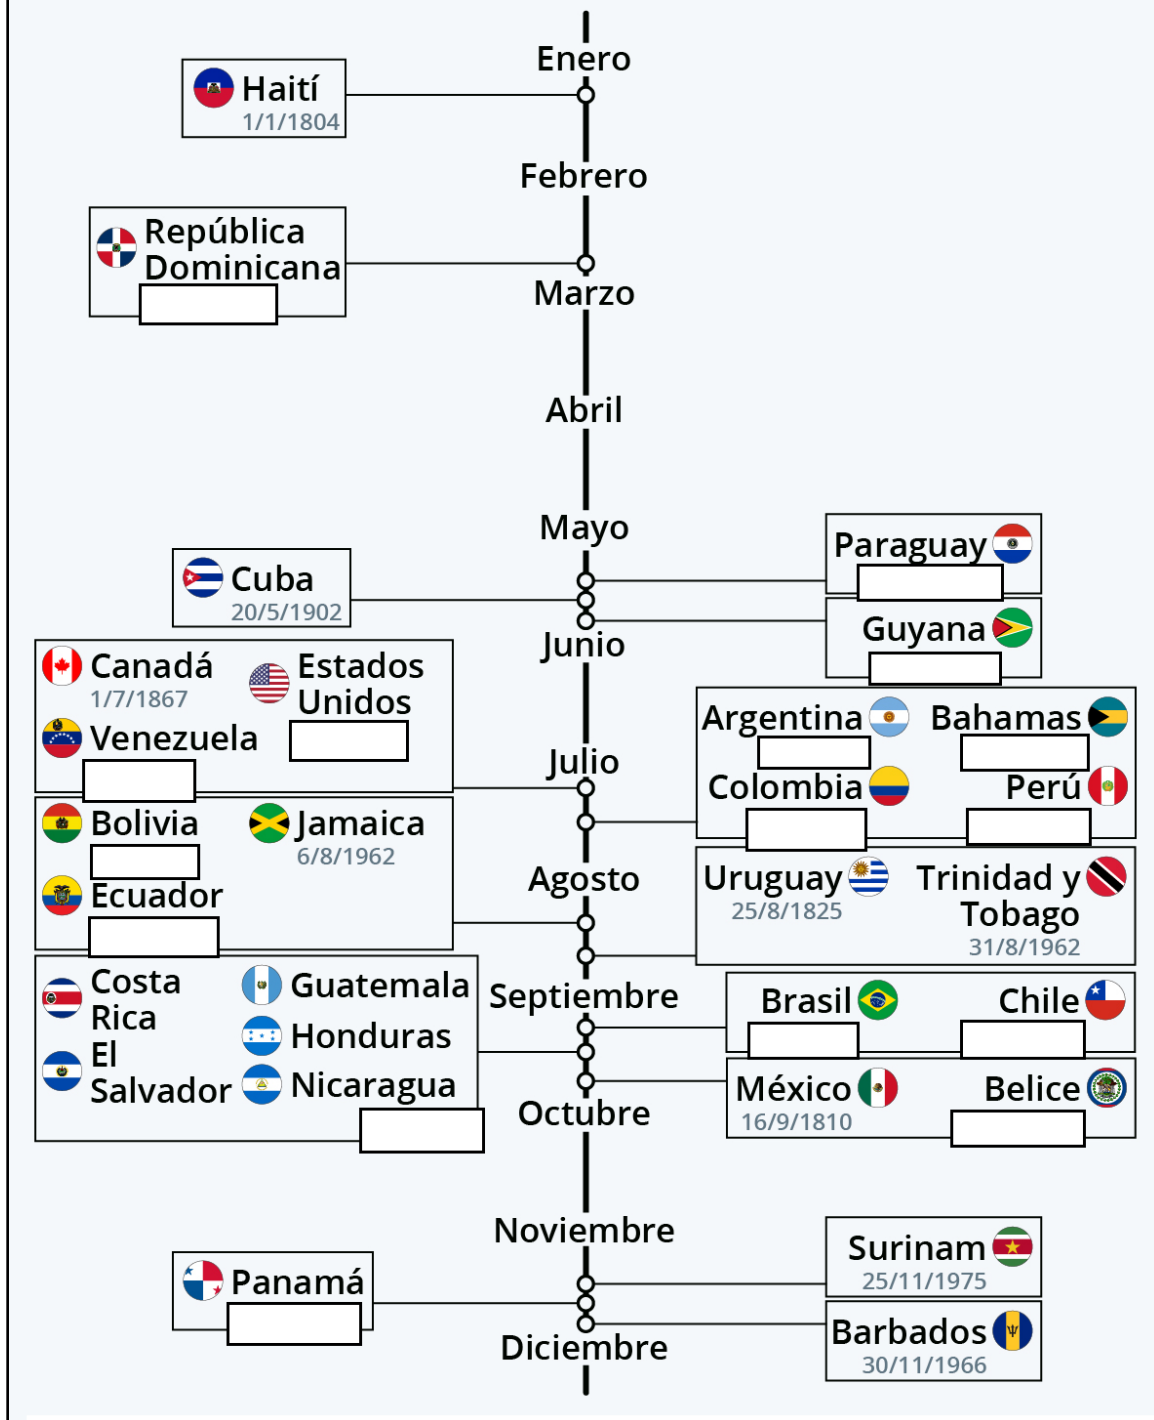 Enero
Haití
1/1/1804
Febrero
República
Dominicana
Marzo
Abril
Mayo
Paraguay
Cuba
20/5/1902
Guyana
Junio
Canadá
1/7/1867
Estados
Unidos
Venezuela
Julio
Argentina
Bahamas
Colombia
Perú
Bolivia
Jamaica
6/8/1962
Ecuador
Agosto
Uruguay
25/8/1825
Trinidad y
Tobago
31/8/1962
Costa
Rica
El
Salvador
Guatemala
Honduras
Nicaragua
Septiembre
Brasil
Chile
México
16/9/1810
Belice
Octubre
Noviembre
Surinam
25/11/1975
Panamá
Barbados
30/11/1966
Diciembre